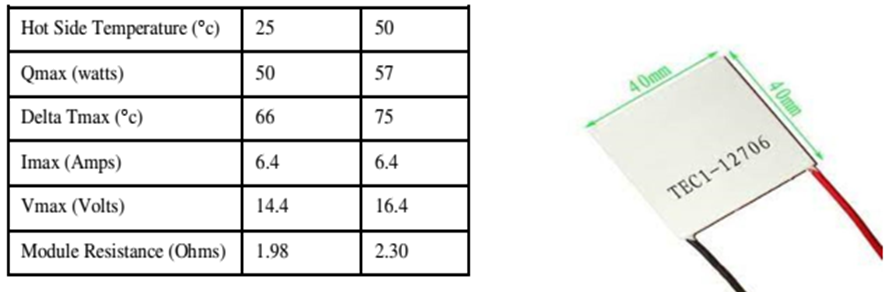 Hot Side Temperature (°c) 25 50
Qmax (watts) 50 57
Delta Tmax (°c) 66 75
Imax (Amps) 6.4 6.4
Vmax (Volts) 14.4 16.4
Module Resistance (Ohms) 1.98 2.30
40mm
40mm
TEC1-12706